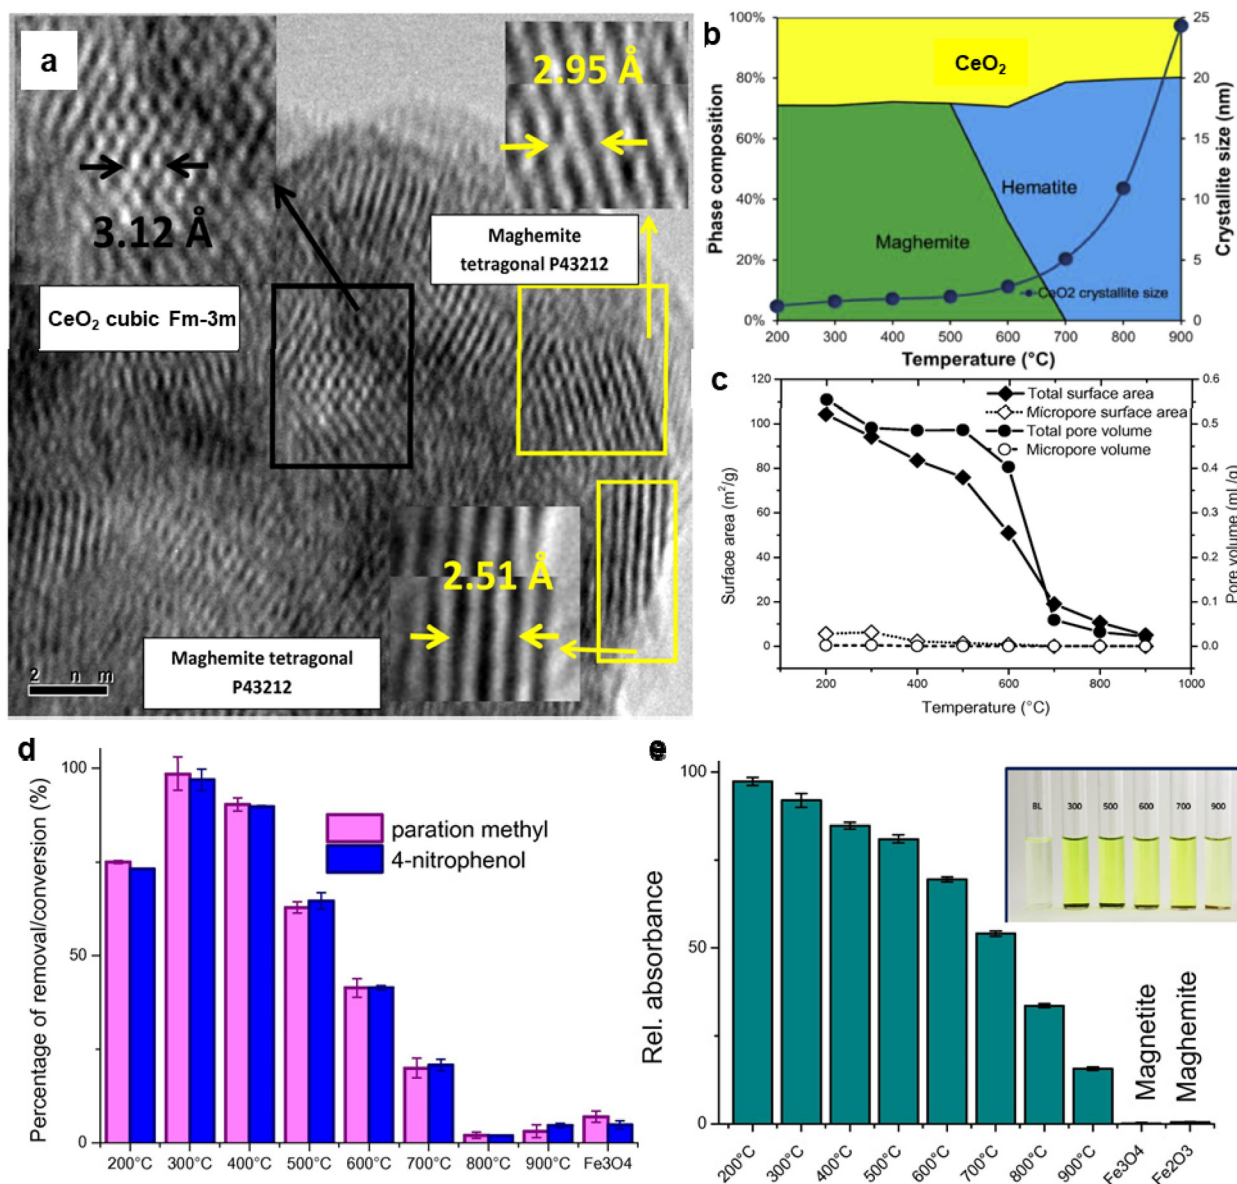 a
3.12 Å
2.95 Å
Maghemite
tetragonal P43212
CeO₂ cubic Fm-3m
2.51 Å
Maghemite tetragonal
P43212
2 n m
b
100%
80%
60%
40%
20%
0%
Phase composition
CeO₂
Hematite
Maghemite
CeO2 crystallite size
25
20
15
10
5
0
Crystallite size (nm)
200 300 400 500 600 700 800 900
Temperature (°C)
c
120
100
80
60
40
20
0
Surface area (m²/g)
Total surface area
Micropore surface area
Total pore volume
Micropore volume
0.6
0.5
0.4
0.3
0.2
0.1
0.0
Pore volume (mL/g)
200 400 600 800 1000
Temperature (°C)
d
100
50
0
Percentage of removal/conversion (%)
paration methyl
4-nitrophenol
200°C 300°C 400°C 500°C 600°C 700°C 800°C 900°C Fe3O4
e
100
50
0
Rel. absorbance
BL 300 500 600 700 900
Magnetite
Maghemite
200°C 300°C 400°C 500°C 600°C 700°C 800°C 900°C Fe3O4 Fe2O3